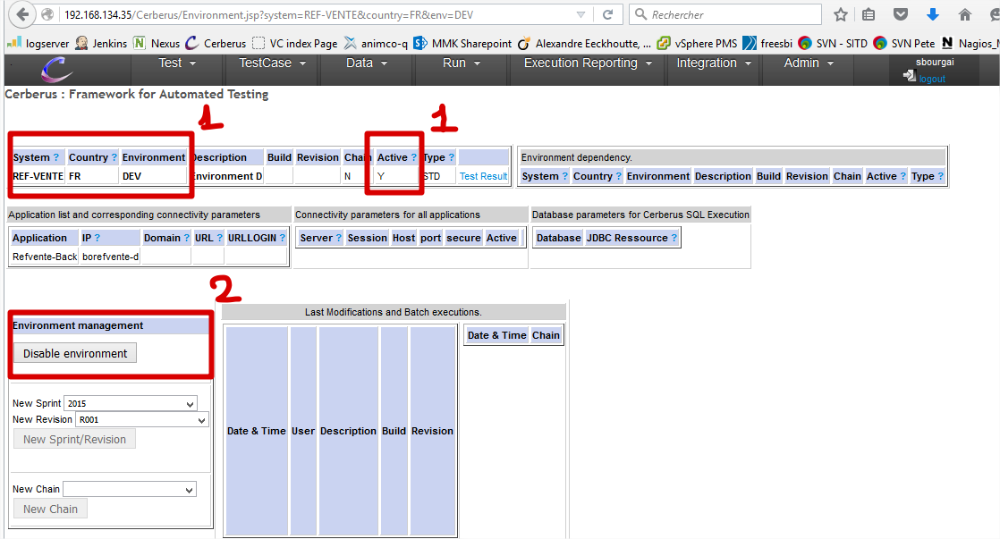 192.168.134.35/Cerberus/Environment.jsp?system=REF-VENTE&country=FR&env=DEV
Rechercher
logserver Jenkins Nexus Cerberus VC index Page animco-q MMK Sharepoint Alexandre Eeckhoutte, ... vSphere PMS freesbi SVN - SITD SVN Pete Nagios_M
Test TestCase Data Run Execution Reporting Integration Admin sbourgai
logout
Cerberus : Framework for Automated Testing
1 1
System ? Country ? Environment Description Build Revision Chain Active ? Type ?
REF-VENTE FR DEV Environment D N Y STD Test Result
Environment dependency.
System ? Country ? Environment Description Build Revision Chain Active ? Type ?
Application list and corresponding connectivity parameters
Application IP ? Domain ? URL ? URLLOGIN ?
Refvente-Back borefvente-d
Connectivity parameters for all applications
Server ? Session Host port secure Active
Database parameters for Cerberus SQL Execution
Database JDBC Ressource ?
2
Environment management
Disable environment
New Sprint 2015
New Revision R001
New Sprint/Revision
New Chain
New Chain
Last Modifications and Batch executions.
Date & Time User Description Build Revision
Date & Time Chain